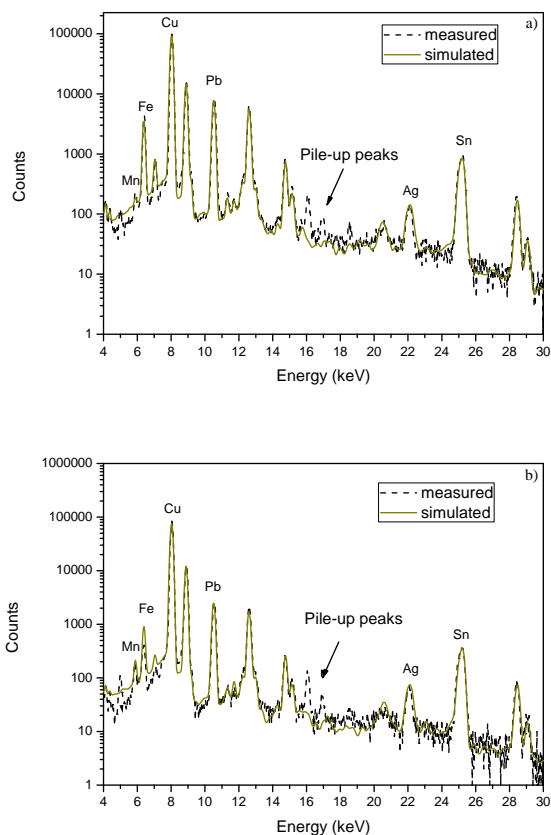 a)
measured
simulated
100000
10000
1000
100
10
1
Counts
Cu
Fe
Mn
Pb
Pile-up peaks
Ag
Sn
4 6 8 10 12 14 16 18 20 22 24 26 28 30
Energy (keV)
b)
measured
simulated
1000000
100000
10000
1000
100
10
1
Counts
Cu
Fe
Mn
Pb
Pile-up peaks
Ag
Sn
4 6 8 10 12 14 16 18 20 22 24 26 28 30
Energy (keV)